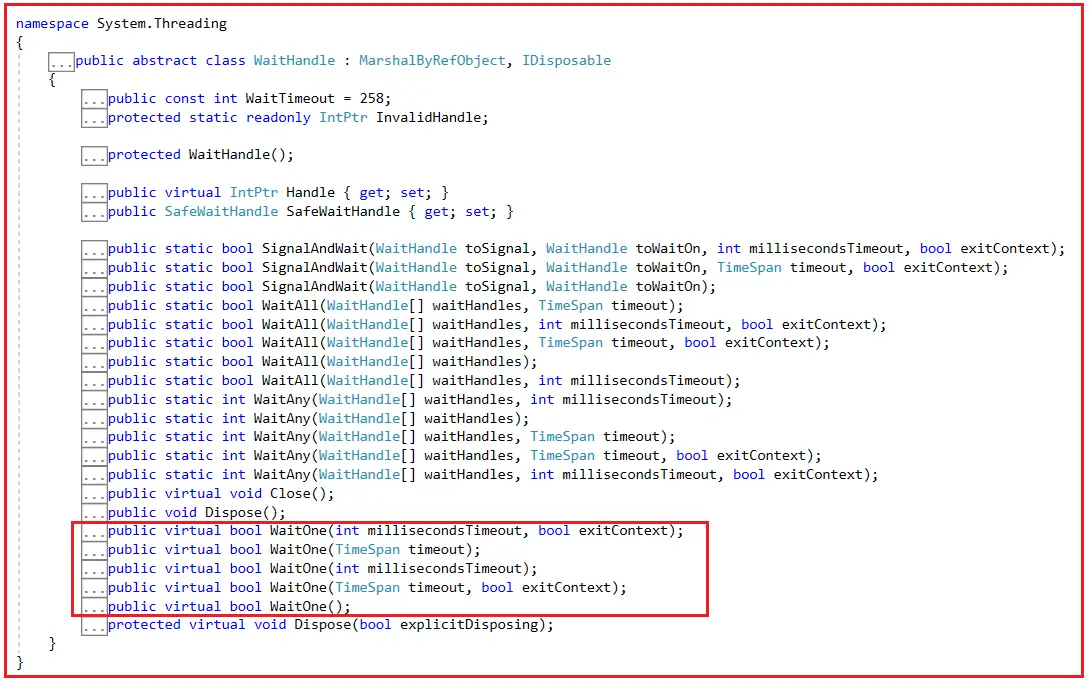 namespace System.Threading
{
...public abstract class WaitHandle : MarshalByRefObject, IDisposable
{
...public const int WaitTimeout = 258;
...protected static readonly IntPtr InvalidHandle;
...protected WaitHandle();
...public virtual IntPtr Handle { get; set; }
...public SafeWaitHandle SafeWaitHandle { get; set; }
...public static bool SignalAndWait(WaitHandle toSignal, WaitHandle toWaitOn, int millisecondsTimeout, bool exitContext);
...public static bool SignalAndWait(WaitHandle toSignal, WaitHandle toWaitOn, TimeSpan timeout, bool exitContext);
...public static bool SignalAndWait(WaitHandle toSignal, WaitHandle toWaitOn);
...public static bool WaitAll(WaitHandle[] waitHandles, TimeSpan timeout);
...public static bool WaitAll(WaitHandle[] waitHandles, int millisecondsTimeout, bool exitContext);
...public static bool WaitAll(WaitHandle[] waitHandles, TimeSpan timeout, bool exitContext);
...public static bool WaitAll(WaitHandle[] waitHandles);
...public static bool WaitAll(WaitHandle[] waitHandles, int millisecondsTimeout);
...public static int WaitAny(WaitHandle[] waitHandles, int millisecondsTimeout);
...public static int WaitAny(WaitHandle[] waitHandles);
...public static int WaitAny(WaitHandle[] waitHandles, TimeSpan timeout);
...public static int WaitAny(WaitHandle[] waitHandles, TimeSpan timeout, bool exitContext);
...public static int WaitAny(WaitHandle[] waitHandles, int millisecondsTimeout, bool exitContext);
...public virtual void Close();
...public void Dispose();
...public virtual bool WaitOne(int millisecondsTimeout, bool exitContext);
...public virtual bool WaitOne(TimeSpan timeout);
...public virtual bool WaitOne(int millisecondsTimeout);
...public virtual bool WaitOne(TimeSpan timeout, bool exitContext);
...public virtual bool WaitOne();
...protected virtual void Dispose(bool explicitDisposing);
}
}